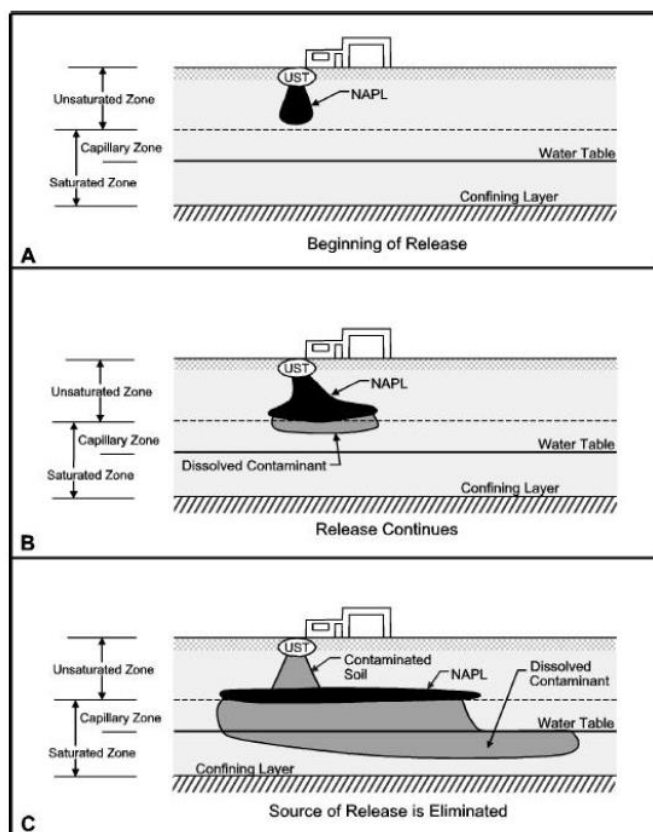 UST
NAPL
Unsaturated Zone
Capillary Zone
Water Table
Saturated Zone
Confining Layer
A
Beginning of Release
UST
NAPL
Unsaturated Zone
Capillary Zone
Water Table
Dissolved Contaminant
Saturated Zone
Confining Layer
B
Release Continues
UST
Contaminated
Soil
NAPL
Dissolved
Contaminant
Unsaturated Zone
Capillary Zone
Water Table
Saturated Zone
Confining Layer
C
Source of Release is Eliminated